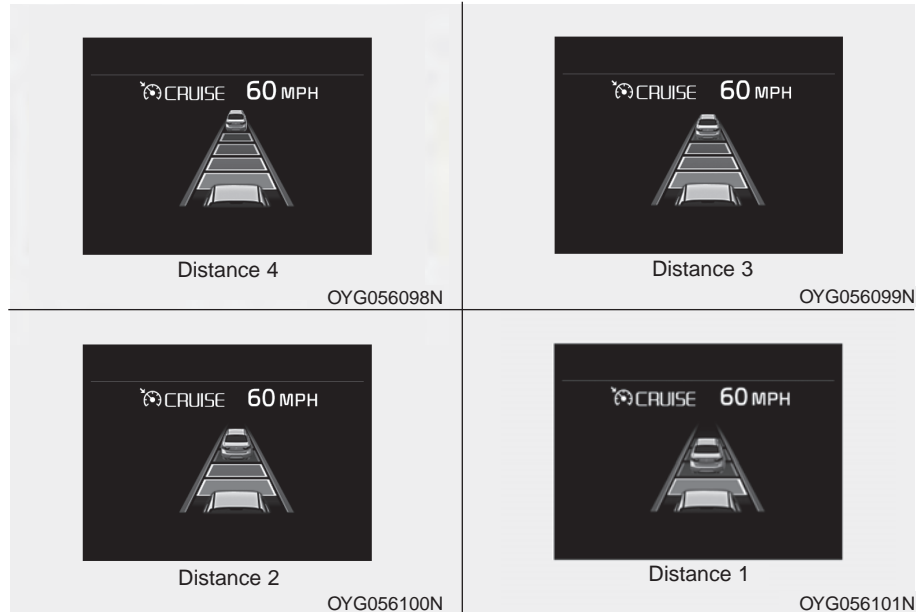 CRUISE 60 MPH
Distance 4
OYG056098N
CRUISE 60 MPH
Distance 3
OYG056099N
CRUISE 60 MPH
Distance 2
OYG056100N
CRUISE 60 MPH
Distance 1
OYG056101N